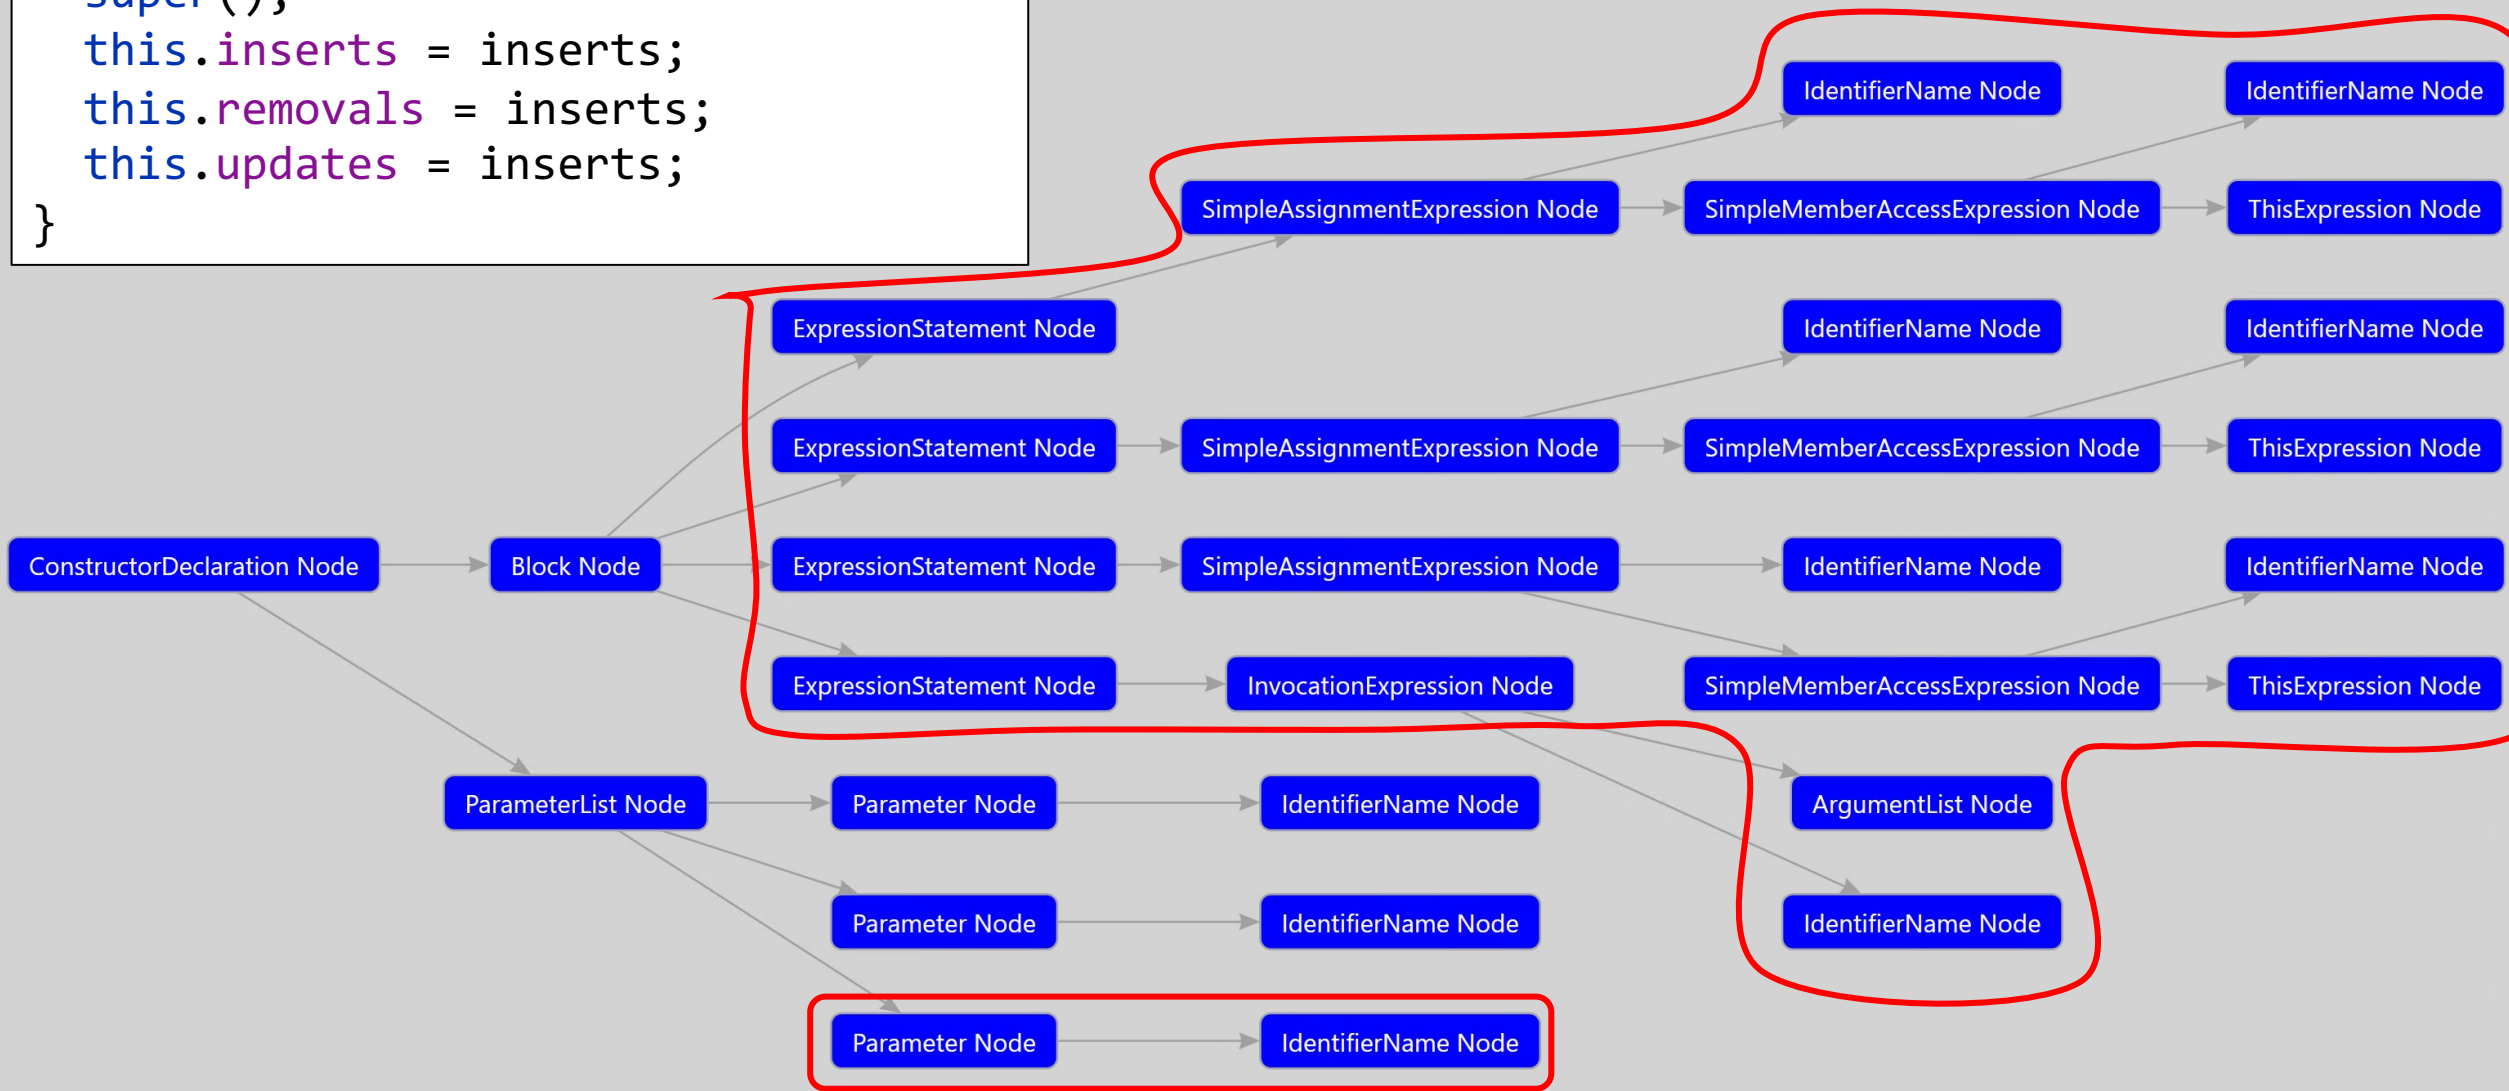 super();
this.inserts = inserts;
this.removals = inserts;
this.updates = inserts;
}
IdentifierName Node
IdentifierName Node
SimpleAssignmentExpression Node
SimpleMemberAccessExpression Node
ThisExpression Node
ExpressionStatement Node
IdentifierName Node
IdentifierName Node
ExpressionStatement Node
SimpleAssignmentExpression Node
SimpleMemberAccessExpression Node
ThisExpression Node
ConstructorDeclaration Node
Block Node
ExpressionStatement Node
SimpleAssignmentExpression Node
IdentifierName Node
IdentifierName Node
ExpressionStatement Node
InvocationExpression Node
SimpleMemberAccessExpression Node
ThisExpression Node
ParameterList Node
Parameter Node
IdentifierName Node
ArgumentList Node
Parameter Node
IdentifierName Node
IdentifierName Node
Parameter Node
IdentifierName Node